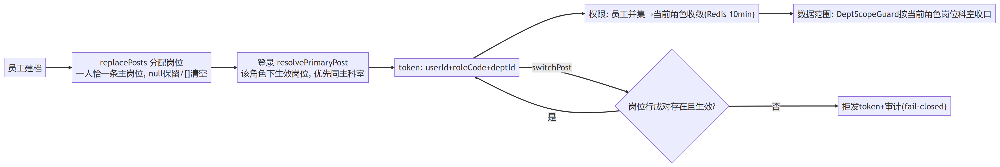 员工建档
replacePosts 分配岗位
一人恰一条主岗位, null保留/[]清空
登录 resolvePrimaryPost
该角色下生效岗位, 优先同主科室
token: userId+roleCode+deptId
switchPost
权限: 员工并集→当前角色收敛(Redis 10min)
数据范围: DeptScopeGuard按当前角色岗位科室收口
岗位行成对存在且生效?
是
否
拒发token+审计(fail-closed)